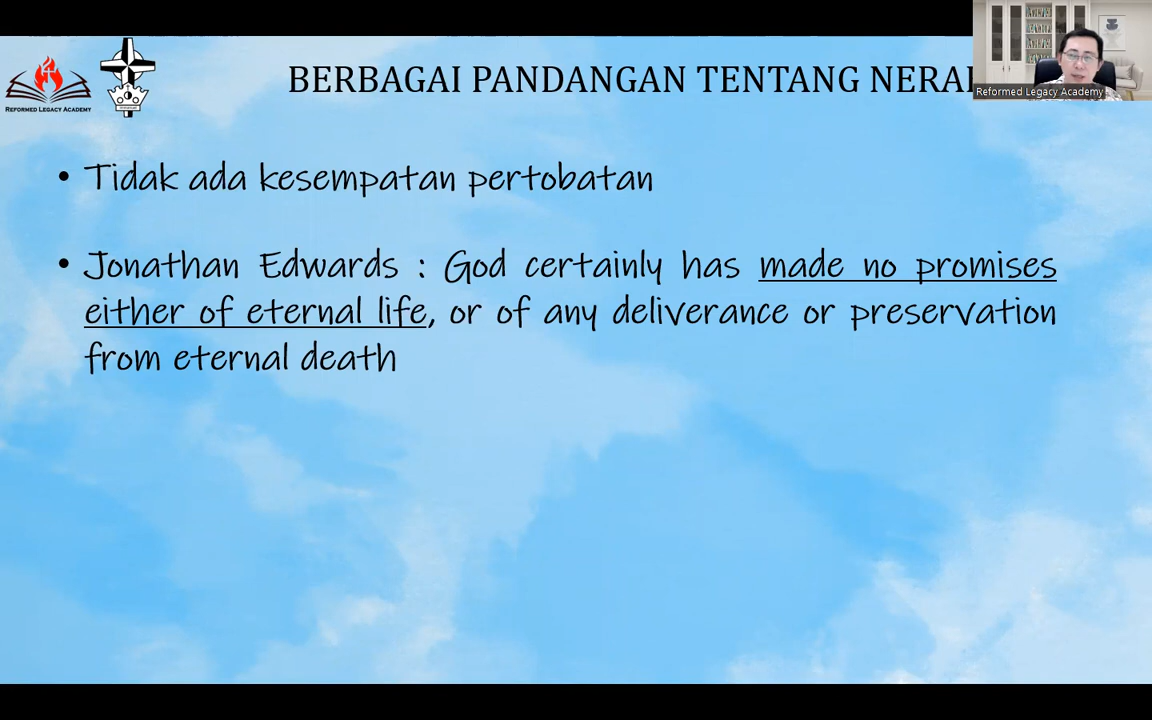 BERBAGAI PANDANGAN TENTANG
Reformed Legacy Academy
REFORMED LEGACY ACADEMY
• Tidak ada kesempatan pertobatan
• Jonathan Edwards : God certainly has made no promises
either of eternal life, or of any deliverance or preservation
from eternal death